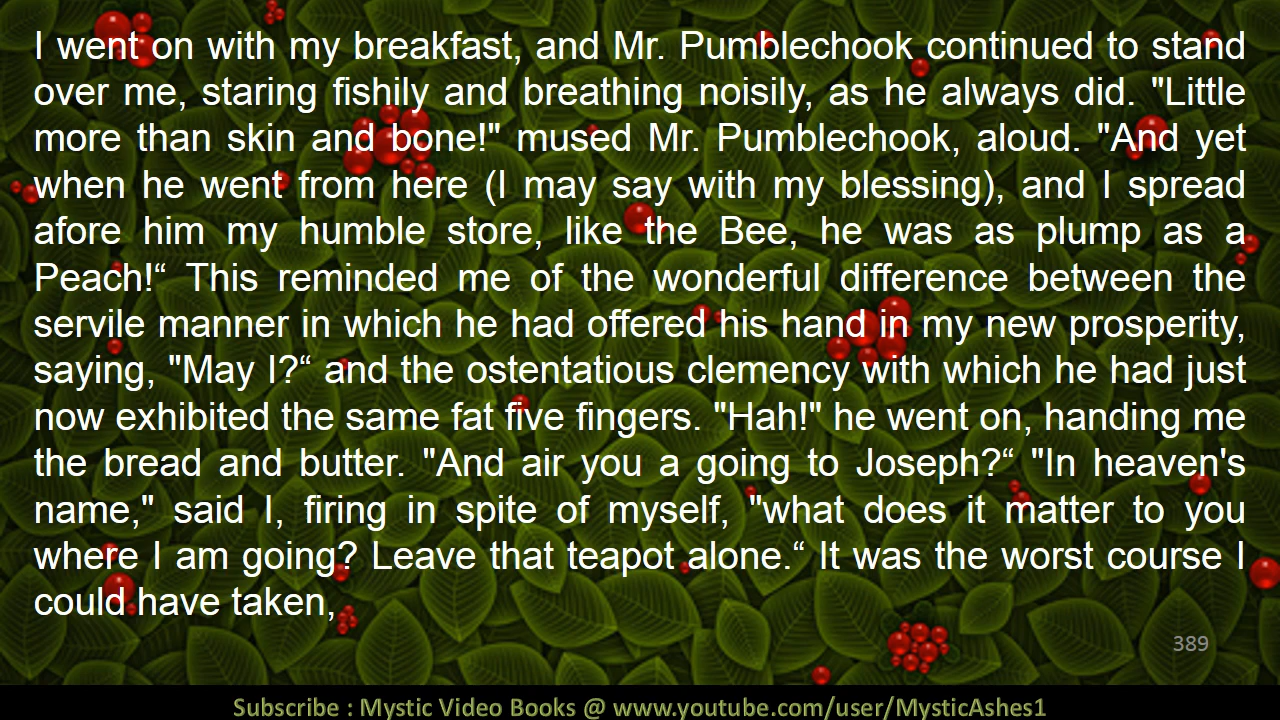 I went on with my breakfast, and Mr. Pumblechook continued to stand
over me, staring fishily and breathing noisily, as he always did. "Little
more than skin and bone!" mused Mr. Pumblechook, aloud. "And yet
when he went from here (I may say with my blessing), and I spread
afore him my humble store, like the Bee, he was as plump as a
Peach!“ This reminded me of the wonderful difference between the
servile manner in which he had offered his hand in my new prosperity,
saying, "May I?“ and the ostentatious clemency with which he had just
now exhibited the same fat five fingers. "Hah!" he went on, handing me
the bread and butter. "And air you a going to Joseph?“ "In heaven's
name," said I, firing in spite of myself, "what does it matter to you
where I am going? Leave that teapot alone.“ It was the worst course I
could have taken,
389
Subscribe : Mystic Video Books @ www.youtube.com/user/MysticAshes1